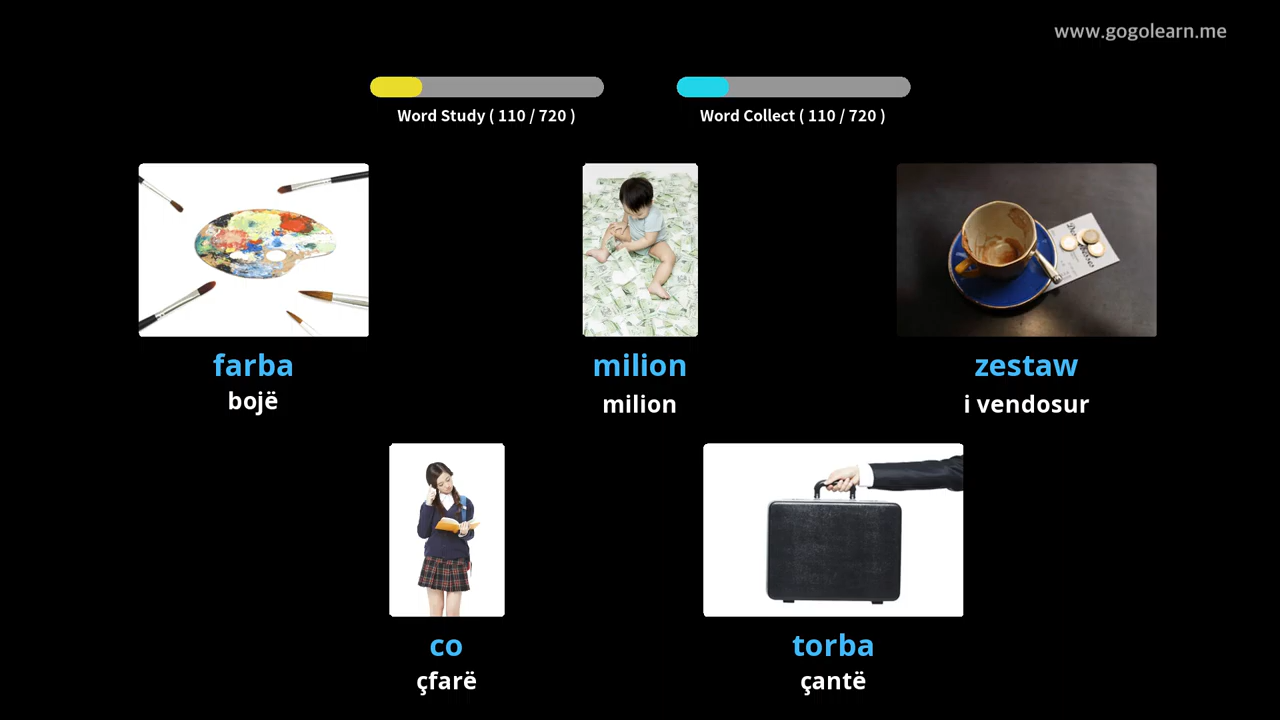 www.gogolearn.me
Word Study ( 110 / 720 )
Word Collect ( 110 / 720 )
farba
bojë
milion
milion
zestaw
i vendosur
co
çfarë
torba
çantë